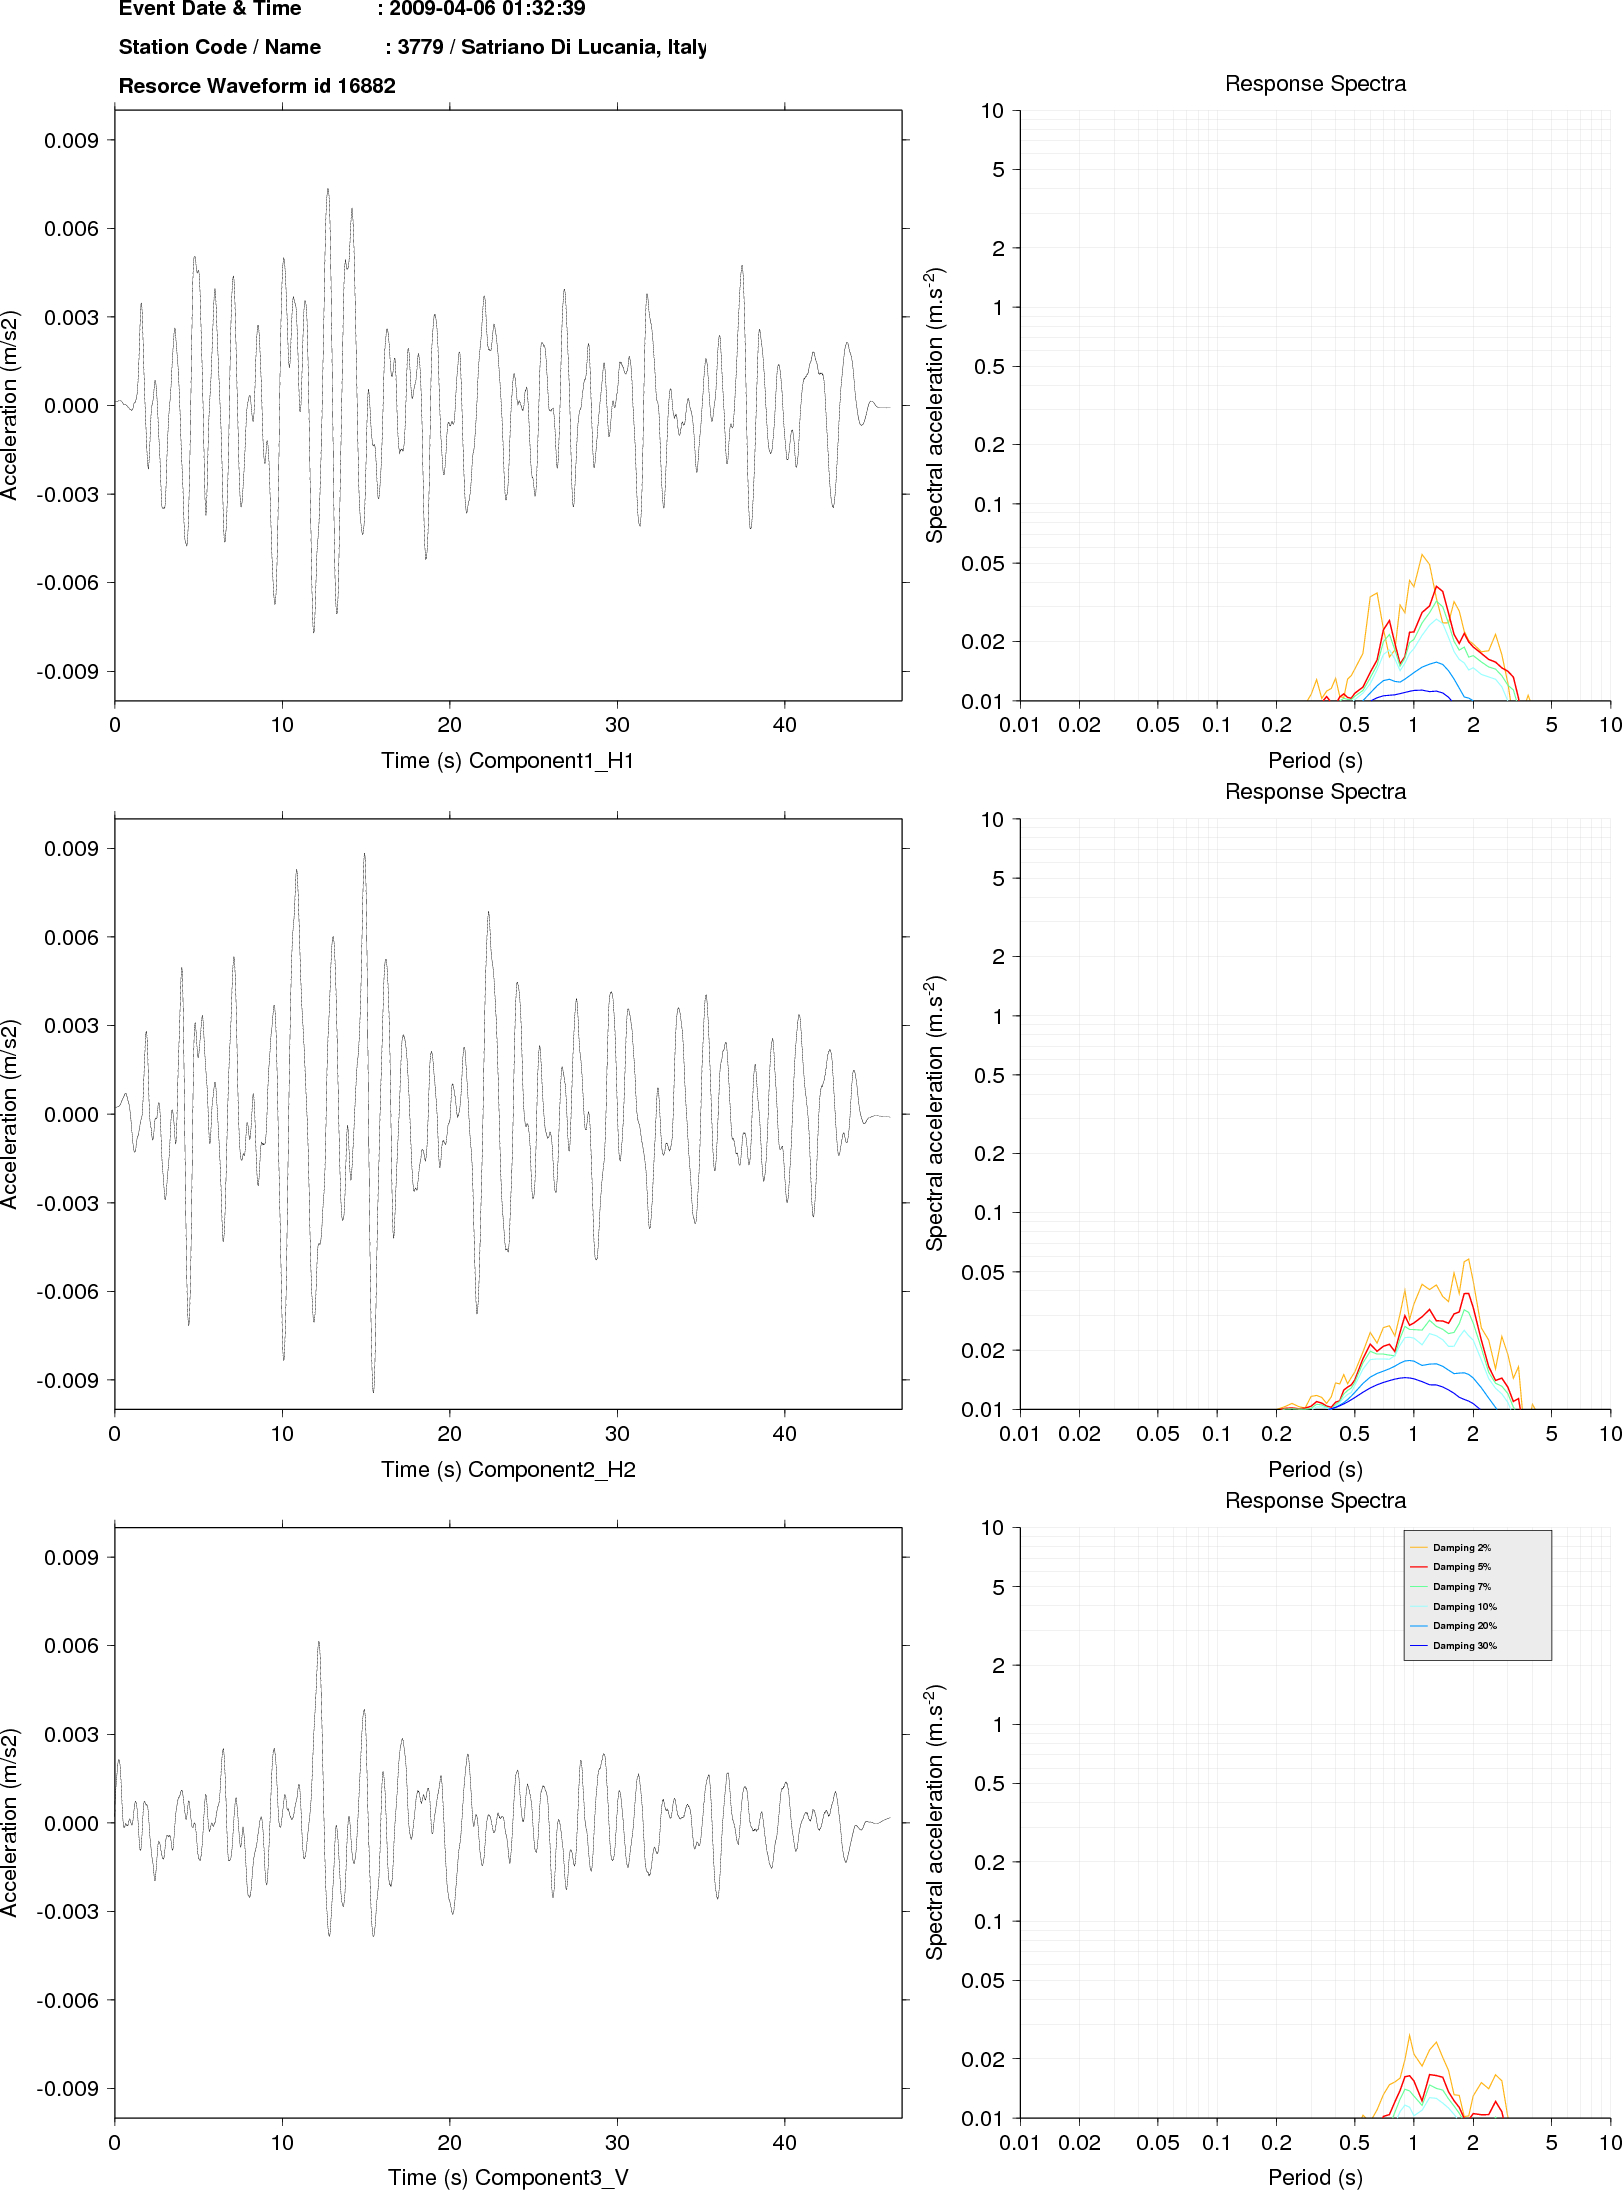 Event Date & Time : 2009-04-06 01:32:39
Station Code / Name : 3779 / Satriano Di Lucania, Italy
Resorce Waveform id 16882
Response Spectra
Acceleration (m/s2)
0.009
0.006
0.003
0.000
-0.003
-0.006
-0.009
0 10 20 30 40
Time (s) Component1_H1
Spectral acceleration (m.s-2)
10
5
2
1
0.5
0.2
0.1
0.05
0.02
0.01
0.01 0.02 0.05 0.1 0.2 0.5 1 2 5 10
Period (s)
Response Spectra
Acceleration (m/s2)
0.009
0.006
0.003
0.000
-0.003
-0.006
-0.009
0 10 20 30 40
Time (s) Component2_H2
Spectral acceleration (m.s-2)
10
5
2
1
0.5
0.2
0.1
0.05
0.02
0.01
0.01 0.02 0.05 0.1 0.2 0.5 1 2 5 10
Period (s)
Response Spectra
Acceleration (m/s2)
0.009
0.006
0.003
0.000
-0.003
-0.006
-0.009
0 10 20 30 40
Time (s) Component3_V
Spectral acceleration (m.s-2)
10
5
2
1
0.5
0.2
0.1
0.05
0.02
0.01
Damping 2%
Damping 5%
Damping 7%
Damping 10%
Damping 20%
Damping 30%
0.01 0.02 0.05 0.1 0.2 0.5 1 2 5 10
Period (s)